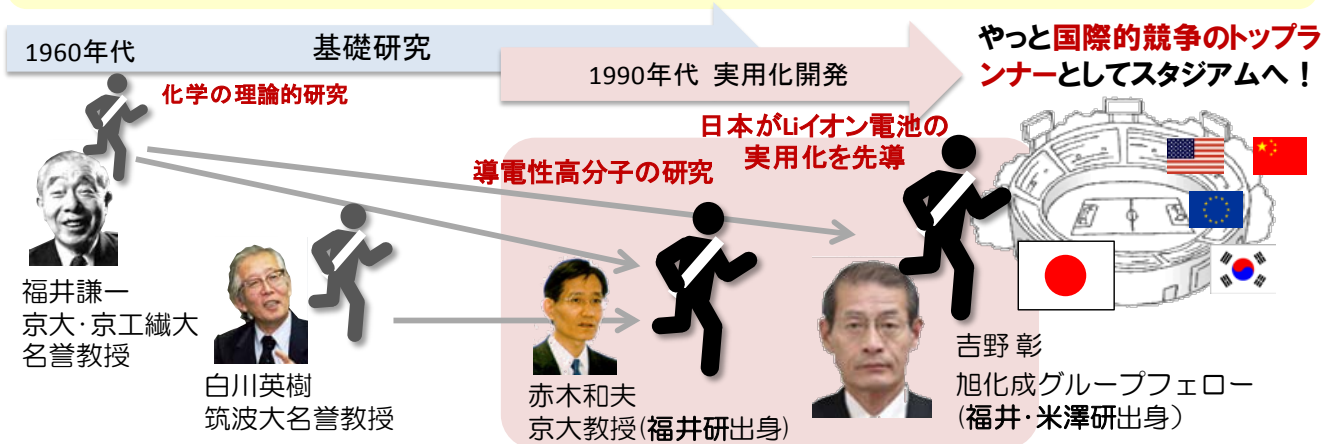 1960年代
基礎研究
1990年代 実用化開発
やっと国際的競争のトップラ
ンナーとしてスタジアムへ！
化学の理論的研究
日本がLiイオン電池の
実用化を先導
導電性高分子の研究
福井謙一
京大・京工繊大
名誉教授
白川英樹
筑波大名誉教授
赤木和夫
京大教授(福井研出身)
吉野 彰
旭化成グループフェロー
(福井・米澤研出身)